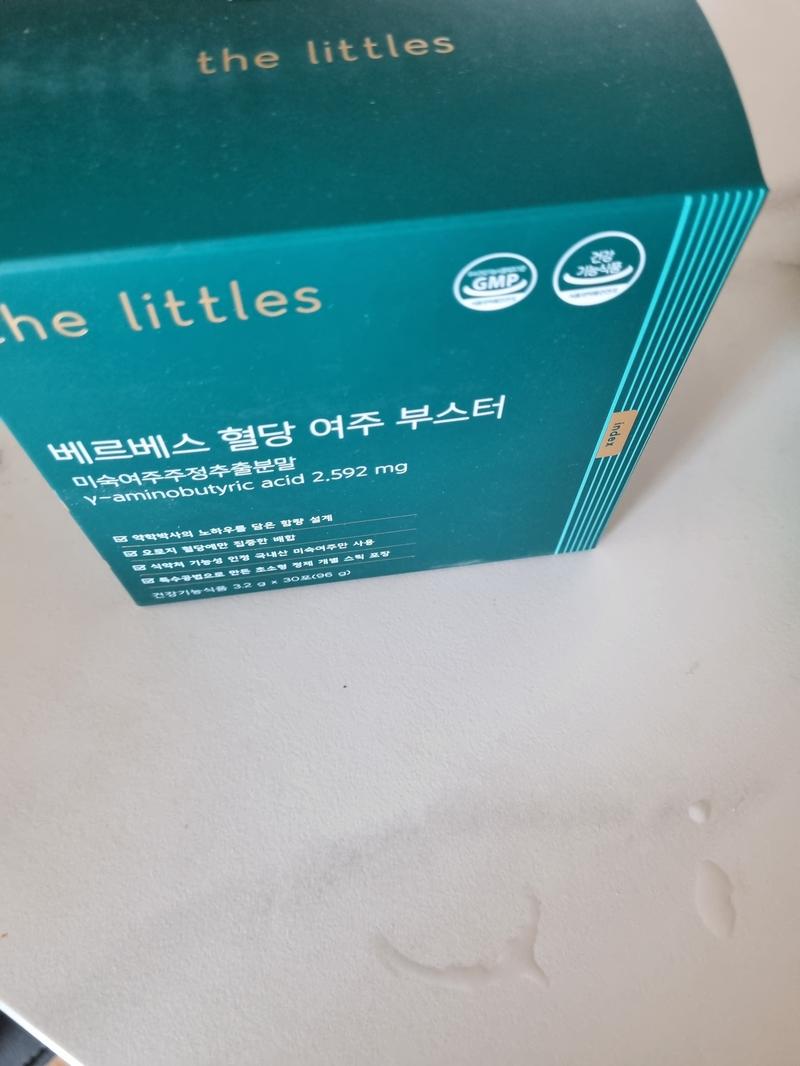 the littles
the littles
GMP
건강
기능식품
베르베스 혈당 여주 부스터
미숙여주주정추출분말
γ-aminobutyric acid 2.592 mg
index
약학박사의 노하우를 담은 함량 설계
오로지 혈당에만 집중한 배합
식약처 기능성 인정 국내산 미숙여주만 사용
특수공법으로 만든 초소형 정제 개별 스틱 포장
건강기능식품 3.2 g x 30포(96 g)